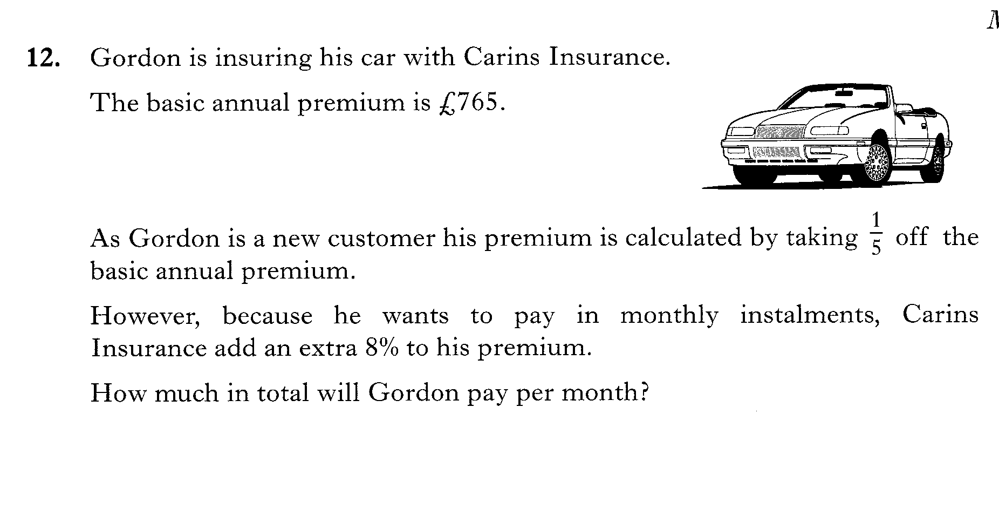 12. Gordon is insuring his car with Carins Insurance.
The basic annual premium is £765.
As Gordon is a new customer his premium is calculated by taking 1/5 off the
basic annual premium.
However, because he wants to pay in monthly instalments, Carins
Insurance add an extra 8% to his premium.
How much in total will Gordon pay per month?